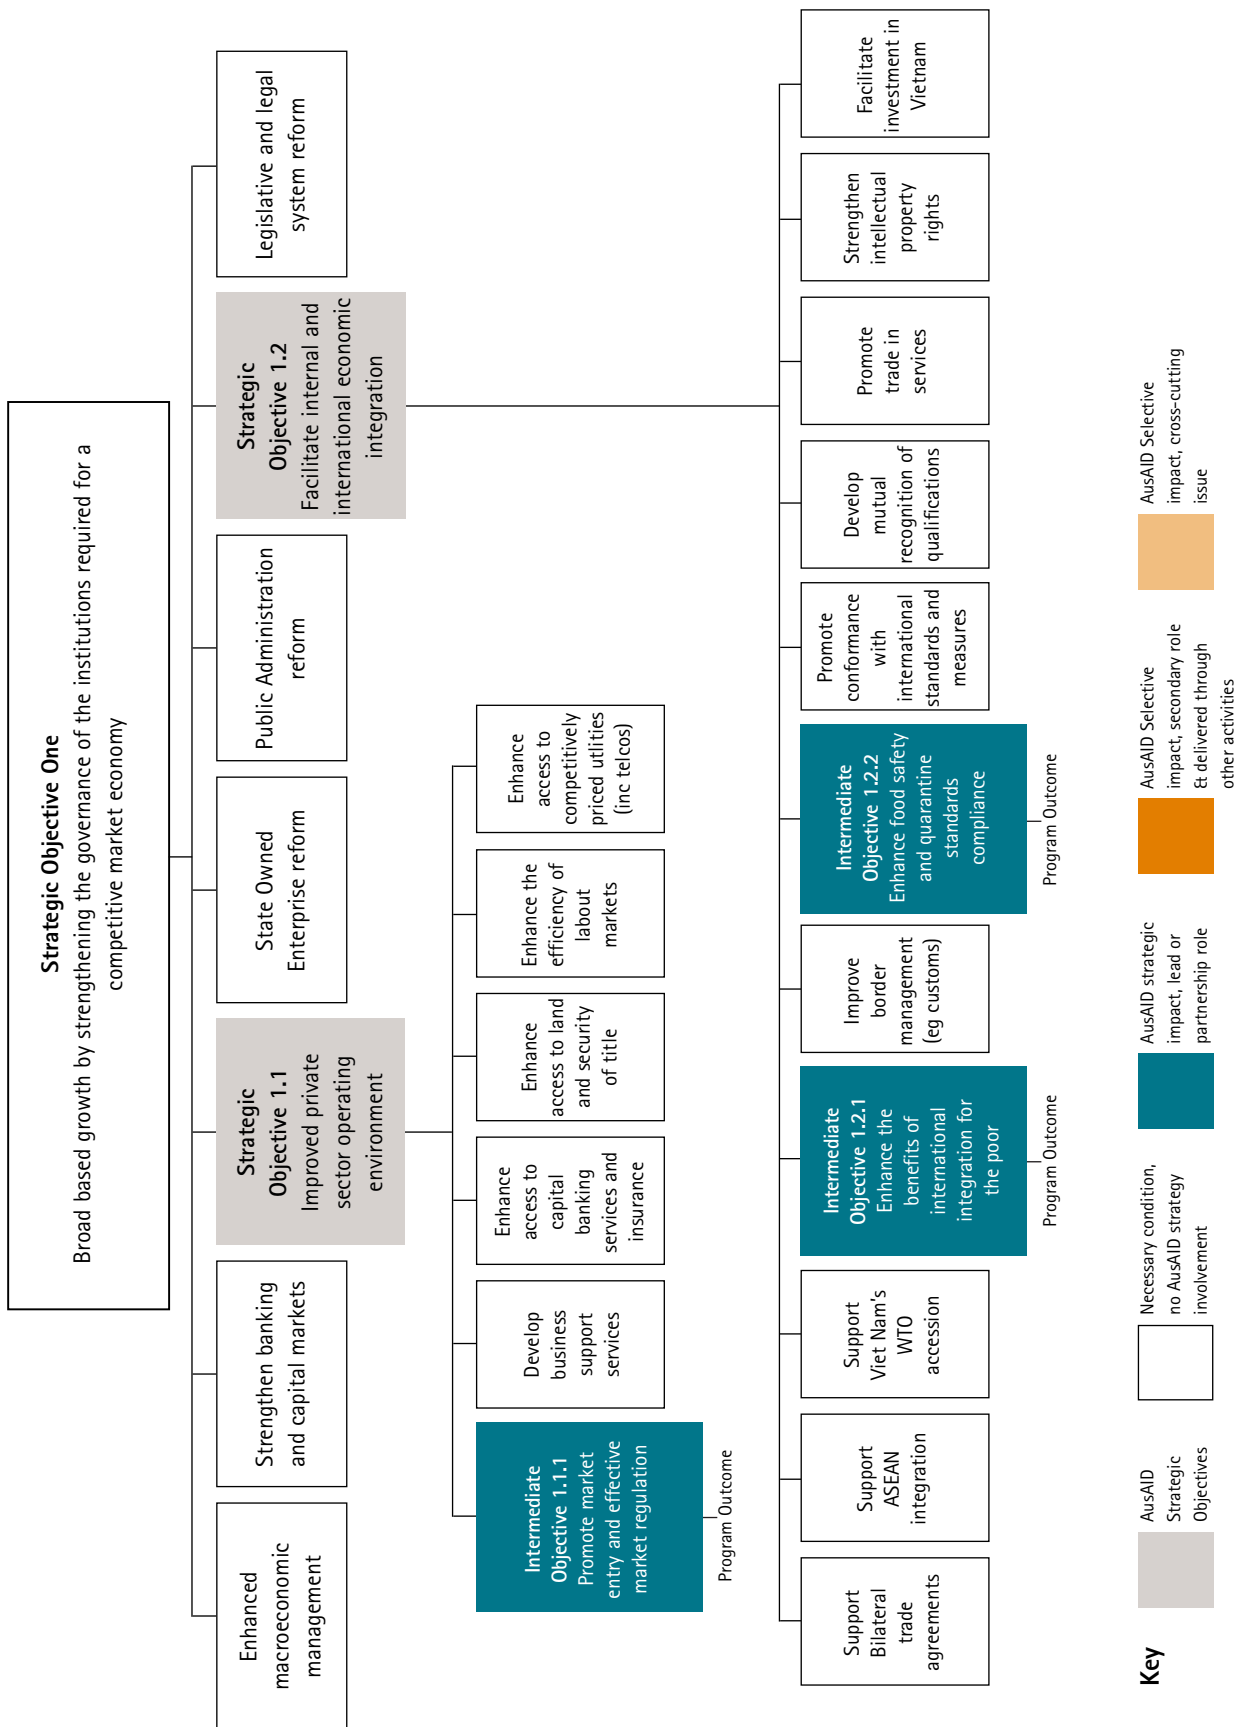 Strategic Objective One
Broad based growth by strengthening the governance of the institutions required for a
competitive market economy
Enhanced
macroeconomic
management
Strengthen banking
and capital markets
Strategic
Objective 1.1
Improved private
sector operating
environment
State Owned
Enterprise reform
Public Administration
reform
Strategic
Objective 1.2
Facilitate internal and
international economic
integration
Legislative and legal
system reform
Intermediate
Objective 1.1.1
Promote market
entry and effective
market regulation
Program Outcome
Develop
business
support
services
Enhance
access to
capital
banking
services and
insurance
Enhance
access to land
and security
of title
Enhance the
efficiency of
labout
markets
Enhance
access to
competitively
priced utlities
(inc telcos)
Support
Bilateral
trade
agreements
Support
ASEAN
integration
Support
Viet Nam's
WTO
accession
Intermediate
Objective 1.2.1
Enhance the
benefits of
international
integration for
the poor
Program Outcome
Improve
border
management
(eg customs)
Intermediate
Objective 1.2.2
Enhance food safety
and quarantine
standards
compliance
Program Outcome
Promote
conformance
with
international
standards and
measures
Develop
mutual
recognition of
qualifications
Promote
trade in
services
Strengthen
intellectual
property
rights
Facilitate
investment in
Vietnam
Key
AusAID
Strategic
Objectives
Necessary condition,
no AusAID strategy
involvement
AusAID strategic
impact, lead or
partnership role
AusAID Selective
impact, secondary role
& delivered through
other activities
AusAID Selective
impact, cross-cutting
issue